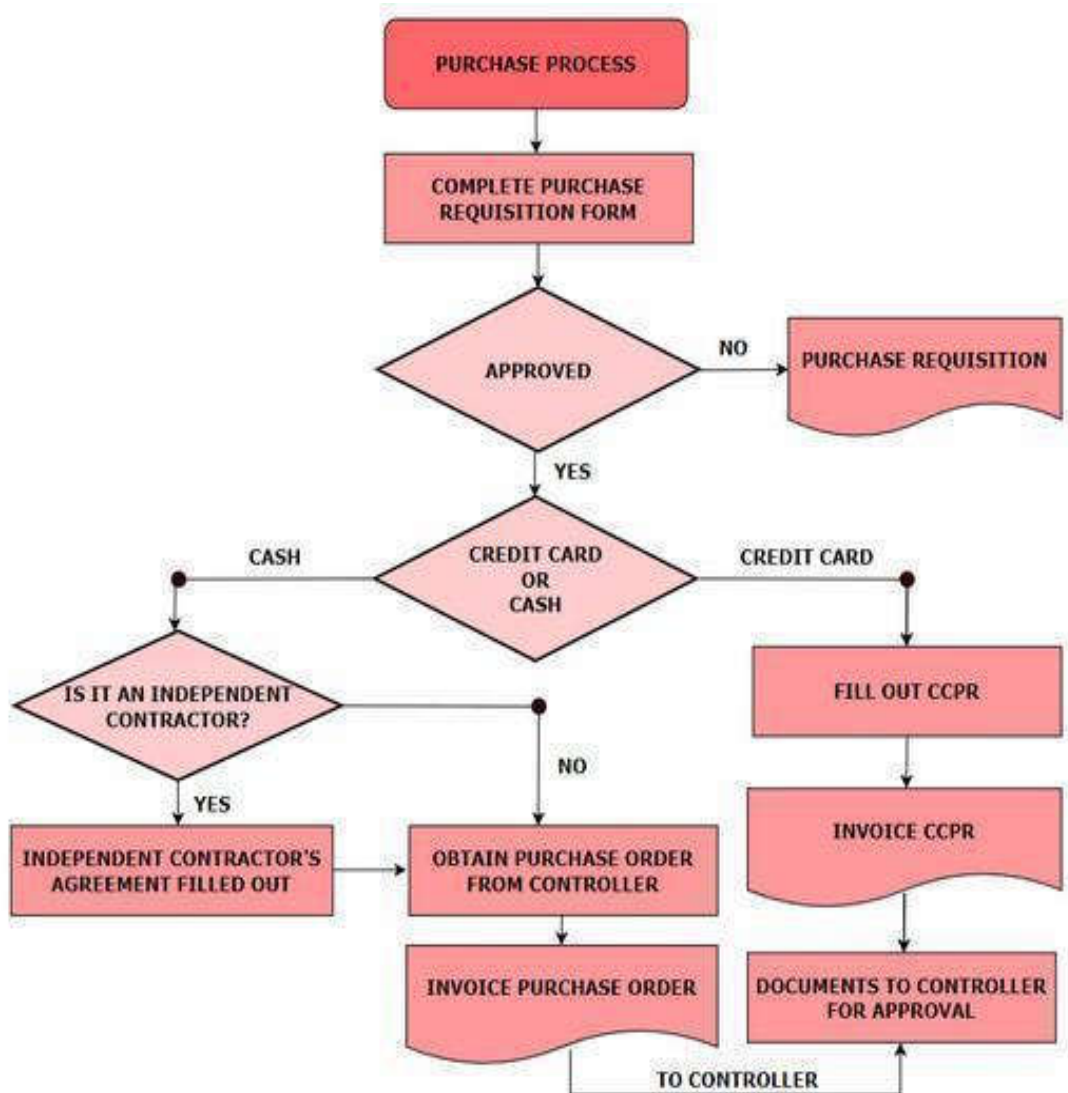 PURCHASE PROCESS
COMPLETE PURCHASE
REQUISITION FORM
APPROVED
NO
PURCHASE REQUISITION
YES
CASH
CREDIT CARD
OR
CASH
CREDIT CARD
IS IT AN INDEPENDENT
CONTRACTOR?
FILL OUT CCPR
NO
YES
INVOICE CCPR
INDEPENDENT CONTRACTOR'S
AGREEMENT FILLED OUT
OBTAIN PURCHASE ORDER
FROM CONTROLLER
INVOICE PURCHASE ORDER
DOCUMENTS TO CONTROLLER
FOR APPROVAL
TO CONTROLLER